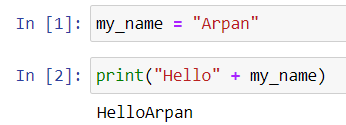 In [1]: my_name = "Arpan"
In [2]: print("Hello" + my_name)
HelloArpan